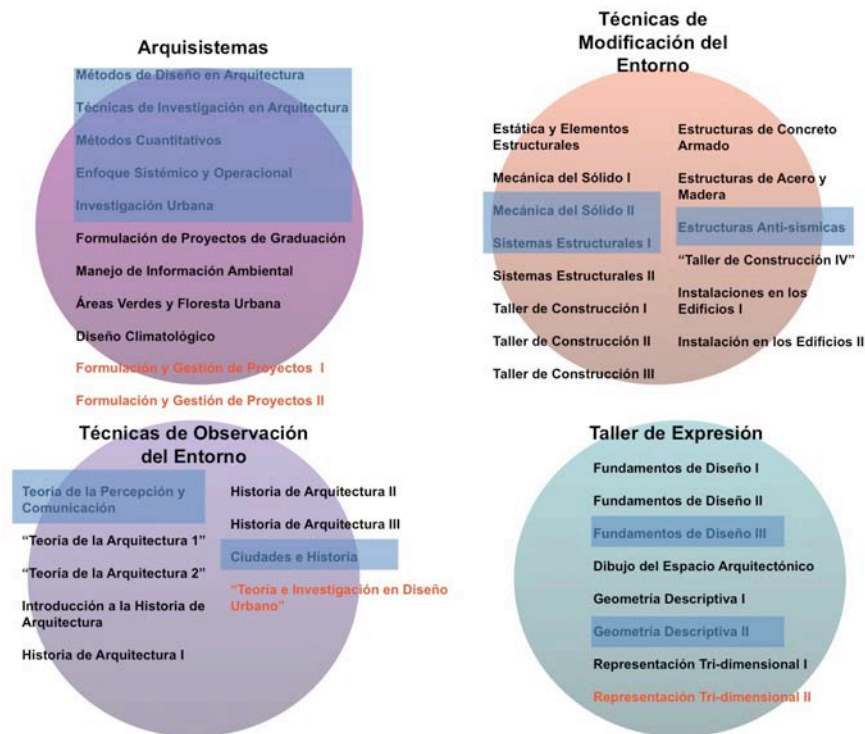 Arquisistemas
Métodos de Diseño en Arquitectura
Técnicas de Investigación en Arquitectura
Métodos Cuantitativos
Enfoque Sistémico y Operacional
Investigación Urbana
Formulación de Proyectos de Graduación
Manejo de Información Ambiental
Áreas Verdes y Floresta Urbana
Diseño Climatológico
Formulación y Gestión de Proyectos I
Formulación y Gestión de Proyectos II
Técnicas de
Modificación del
Entorno
Estática y Elementos
Estructurales
Mecánica del Sólido I
Mecánica del Sólido II
Sistemas Estructurales I
Sistemas Estructurales II
Taller de Construcción I
Taller de Construcción II
Taller de Construcción III
Estructuras de Concreto
Armado
Estructuras de Acero y
Madera
Estructuras Anti-sísmicas
“Taller de Construcción IV”
Instalaciones en los
Edificios I
Instalación en los Edificios II
Técnicas de Observación
del Entorno
Teoría de la Percepción y
Comunicación
“Teoría de la Arquitectura 1”
“Teoría de la Arquitectura 2”
Introducción a la Historia de
Arquitectura
Historia de Arquitectura I
Historia de Arquitectura II
Historia de Arquitectura III
Ciudades e Historia
“Teoría e Investigación en Diseño
Urbano”
Taller de Expresión
Fundamentos de Diseño I
Fundamentos de Diseño II
Fundamentos de Diseño III
Dibujo del Espacio Arquitectónico
Geometría Descriptiva I
Geometría Descriptiva II
Representación Tri-dimensional I
Representación Tri-dimensional II